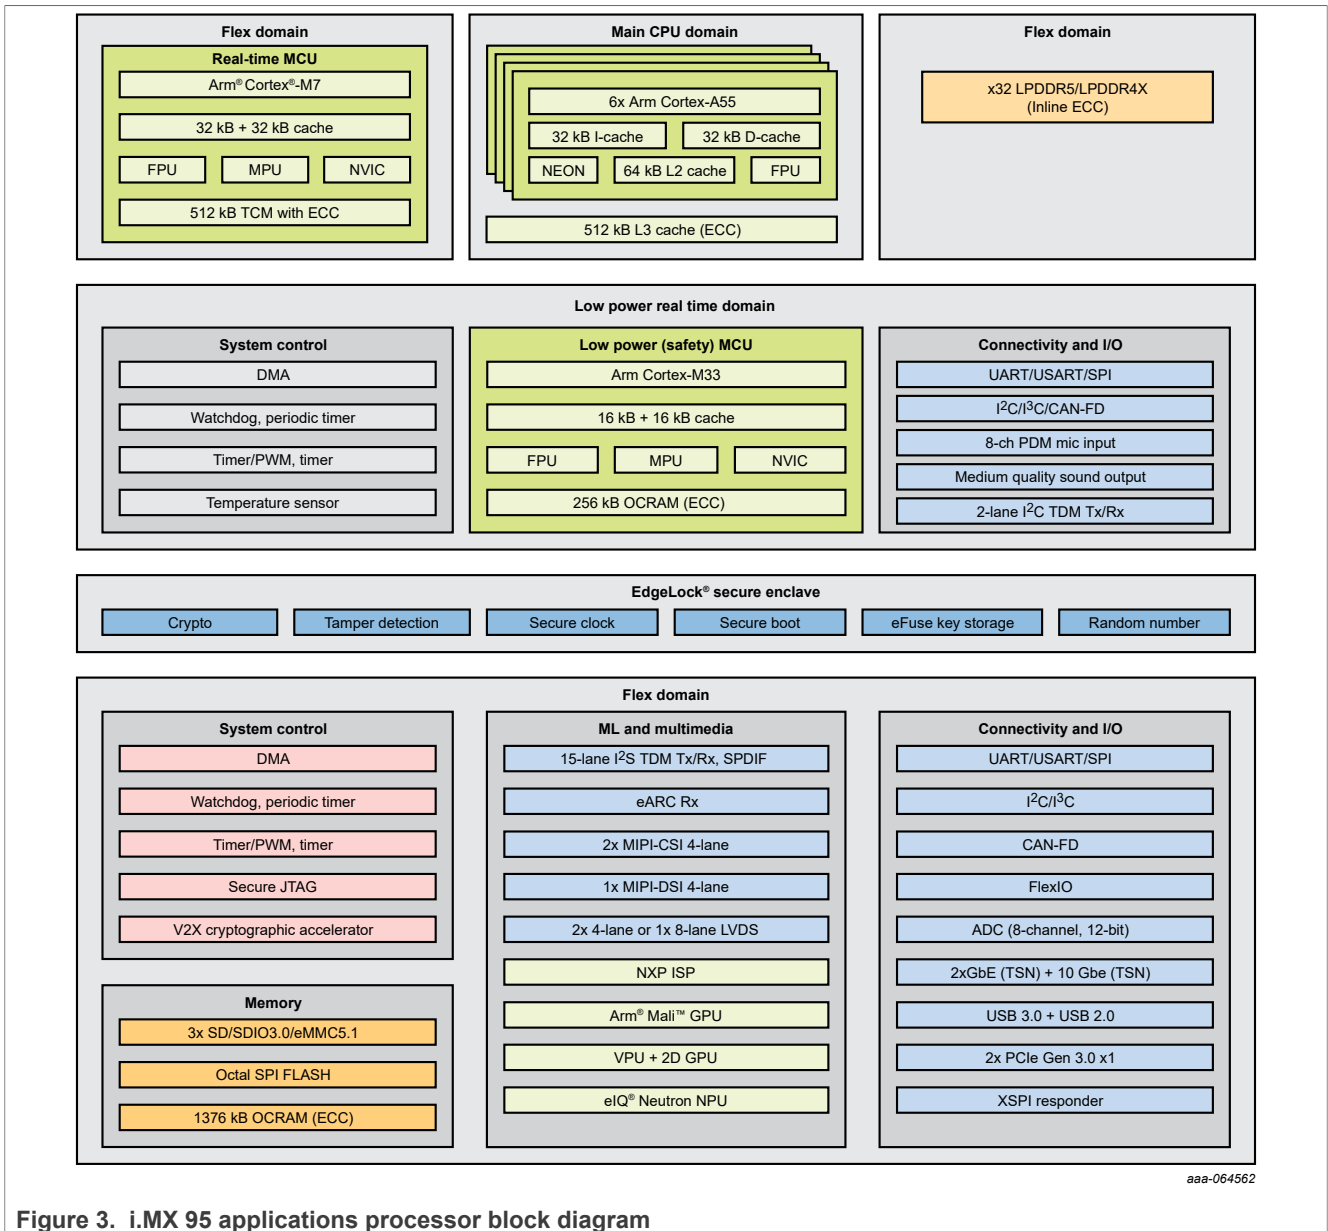 Flex domain
Real-time MCU
Arm® Cortex®-M7
32 kB + 32 kB cache
FPU
MPU
NVIC
512 kB TCM with ECC
Main CPU domain
6x Arm Cortex-A55
32 kB I-cache
32 kB D-cache
NEON
64 kB L2 cache
FPU
512 kB L3 cache (ECC)
Flex domain
x32 LPDDR5/LPDDR4X
(Inline ECC)
Low power real time domain
System control
DMA
Watchdog, periodic timer
Timer/PWM, timer
Temperature sensor
Low power (safety) MCU
Arm Cortex-M33
16 kB + 16 kB cache
FPU
MPU
NVIC
256 kB OCRAM (ECC)
Connectivity and I/O
UART/USART/SPI
I2C/I3C/CAN-FD
8-ch PDM mic input
Medium quality sound output
2-lane I2C TDM Tx/Rx
EdgeLock® secure enclave
Crypto
Tamper detection
Secure clock
Secure boot
eFuse key storage
Random number
Flex domain
System control
DMA
Watchdog, periodic timer
Timer/PWM, timer
Secure JTAG
V2X cryptographic accelerator
Memory
3x SD/SDIO3.0/eMMC5.1
Octal SPI FLASH
1376 kB OCRAM (ECC)
ML and multimedia
15-lane I2S TDM Tx/Rx, SPDIF
eARC Rx
2x MIPI-CSI 4-lane
1x MIPI-DSI 4-lane
2x 4-lane or 1x 8-lane LVDS
NXP ISP
Arm® Mali™ GPU
VPU + 2D GPU
eIQ® Neutron NPU
Connectivity and I/O
UART/USART/SPI
I2C/I3C
CAN-FD
FlexIO
ADC (8-channel, 12-bit)
2xGbE (TSN) + 10 Gbe (TSN)
USB 3.0 + USB 2.0
2x PCIe Gen 3.0 x1
XSPI responder
aaa-064562
Figure 3. i.MX 95 applications processor block diagram